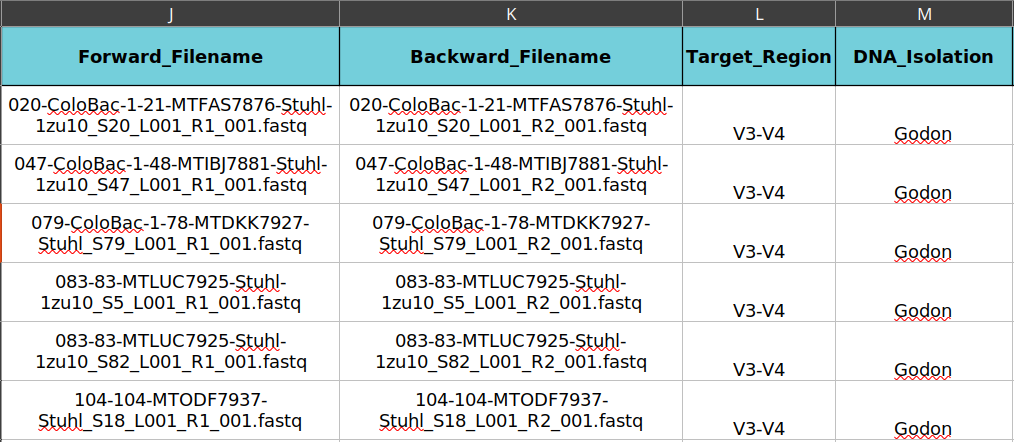 J K L M
Forward_Filename Backward_Filename Target_Region DNA_Isolation
020-ColoBac-1-21-MTFAS7876-Stuhl- 020-ColoBac-1-21-MTFAS7876-Stuhl-
1zu10_S20_L001_R1_001.fastq 1zu10_S20_L001_R2_001.fastq V3-V4 Godon
047-ColoBac-1-48-MTIBJ7881-Stuhl- 047-ColoBac-1-48-MTIBJ7881-Stuhl-
1zu10_S47_L001_R1_001.fastq 1zu10_S47_L001_R2_001.fastq V3-V4 Godon
079-ColoBac-1-78-MTDKK7927- 079-ColoBac-1-78-MTDKK7927-
Stuhl_S79_L001_R1_001.fastq Stuhl_S79_L001_R2_001.fastq V3-V4 Godon
083-83-MTLUC7925-Stuhl- 083-83-MTLUC7925-Stuhl-
1zu10_S5_L001_R1_001.fastq 1zu10_S5_L001_R2_001.fastq V3-V4 Godon
083-83-MTLUC7925-Stuhl- 083-83-MTLUC7925-Stuhl-
1zu10_S82_L001_R1_001.fastq 1zu10_S82_L001_R2_001.fastq V3-V4 Godon
104-104-MTODF7937- 104-104-MTODF7937-
Stuhl_S18_L001_R1_001.fastq Stuhl_S18_L001_R2_001.fastq V3-V4 Godon